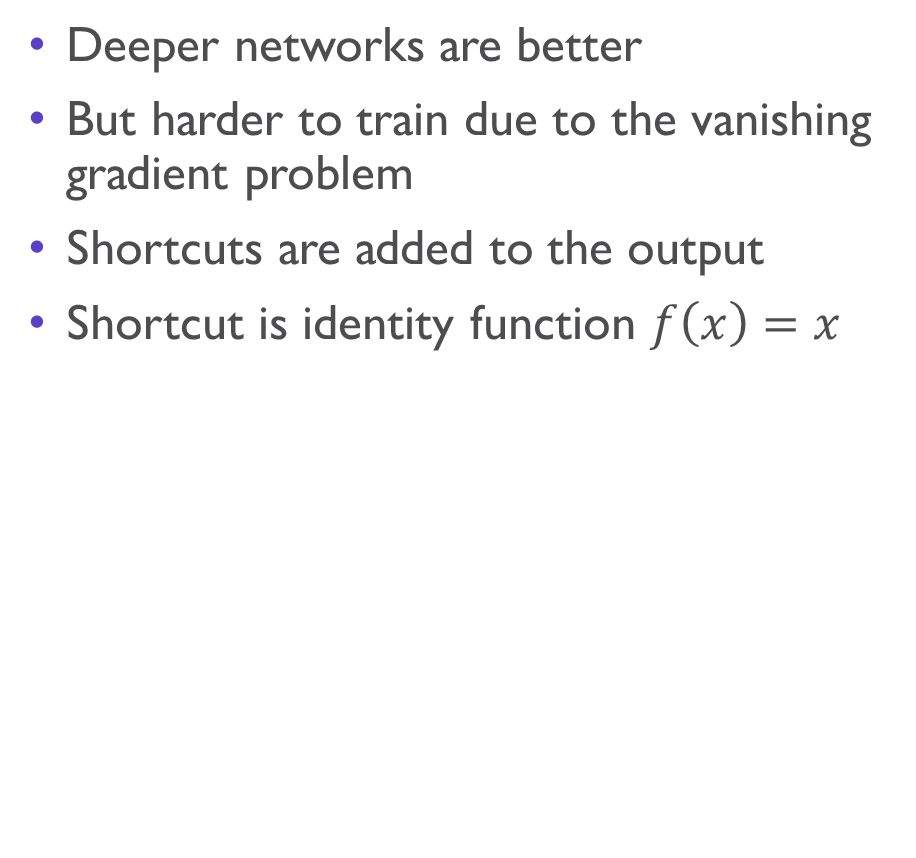 • Deeper networks are better
• But harder to train due to the vanishing
gradient problem
• Shortcuts are added to the output
• Shortcut is identity function f(x) = x